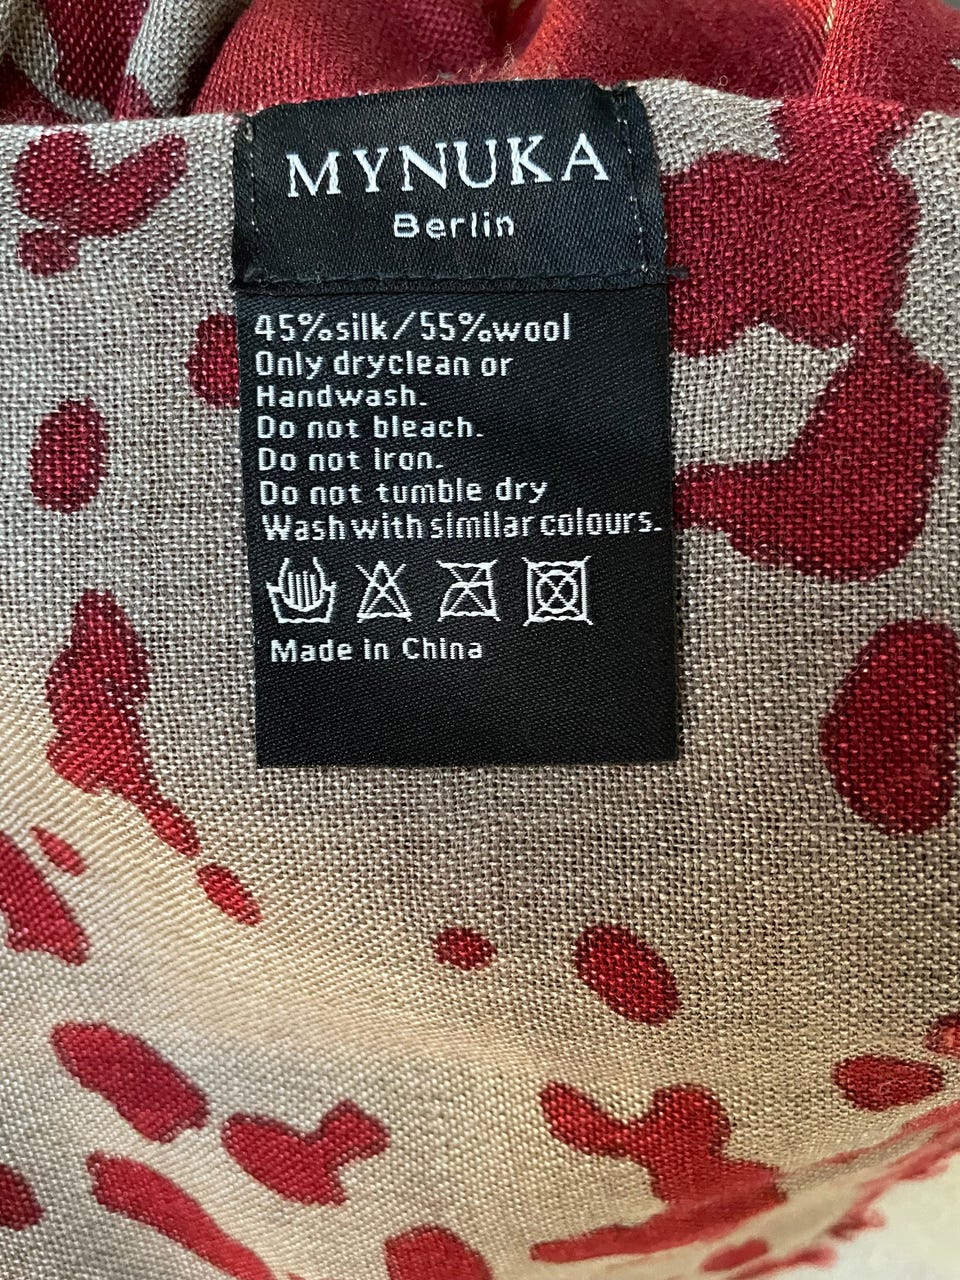 MYNUKA
Berlin
45%silk/55%wool
Only dryclean or
Handwash.
Do not bleach.
Do not iron.
Do not tumble dry
Wash with similar colours.
Made in China